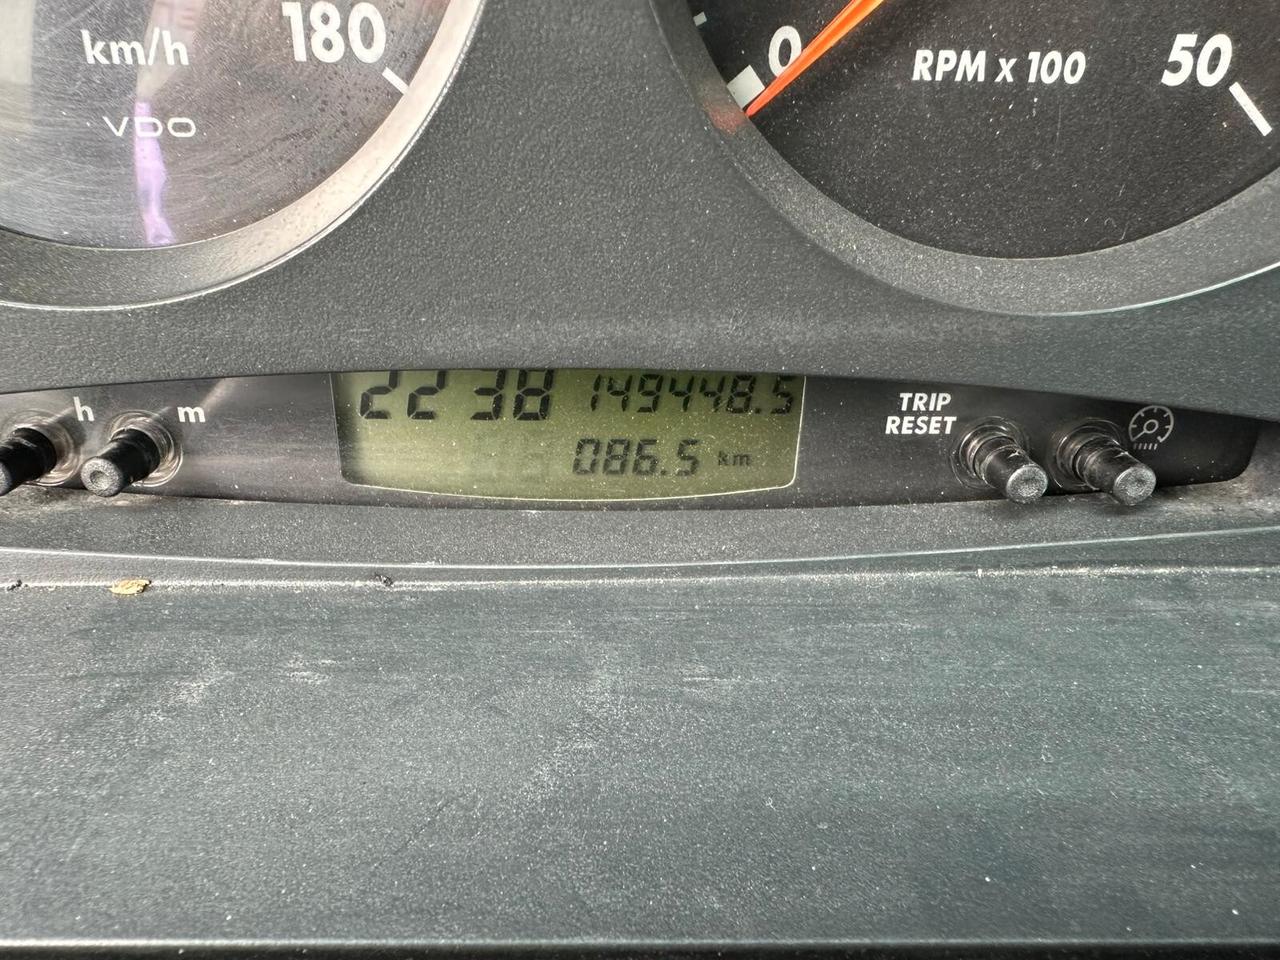 km/h
180
VDO
0
RPM x 100
50
h
m
22 38
149448.5
086.5 km
TRIP
RESET